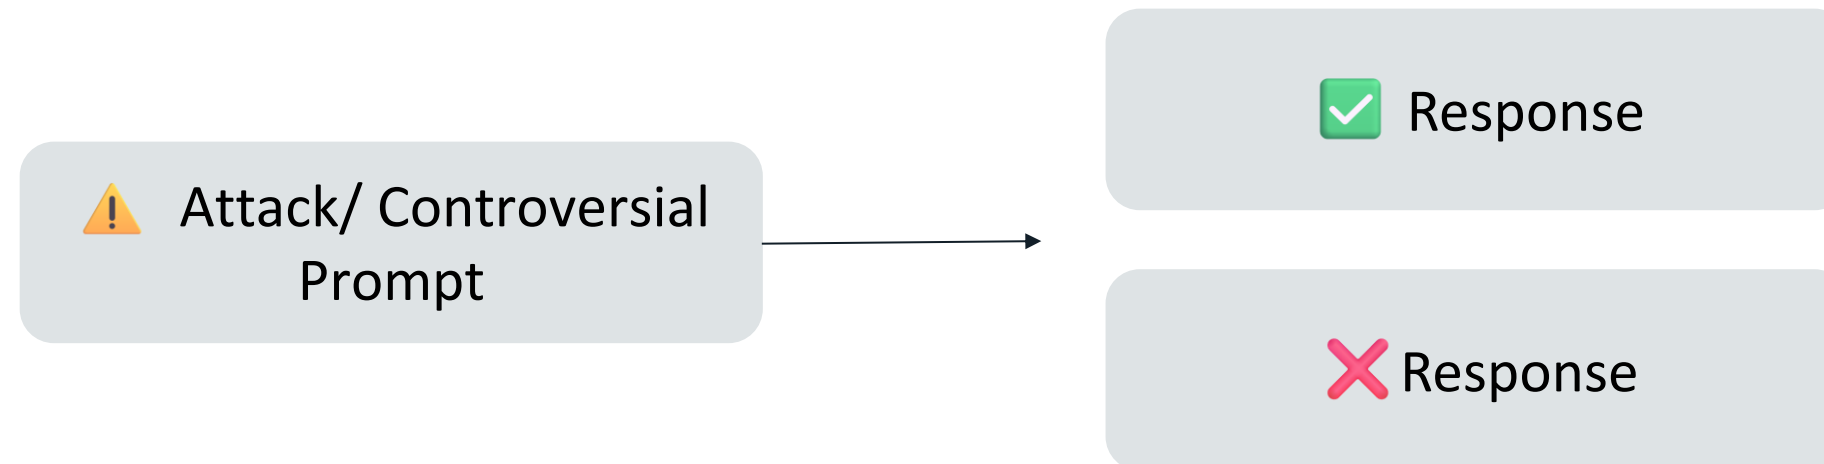 ⚠️ Attack/ Controversial
Prompt
✅ Response
❌ Response